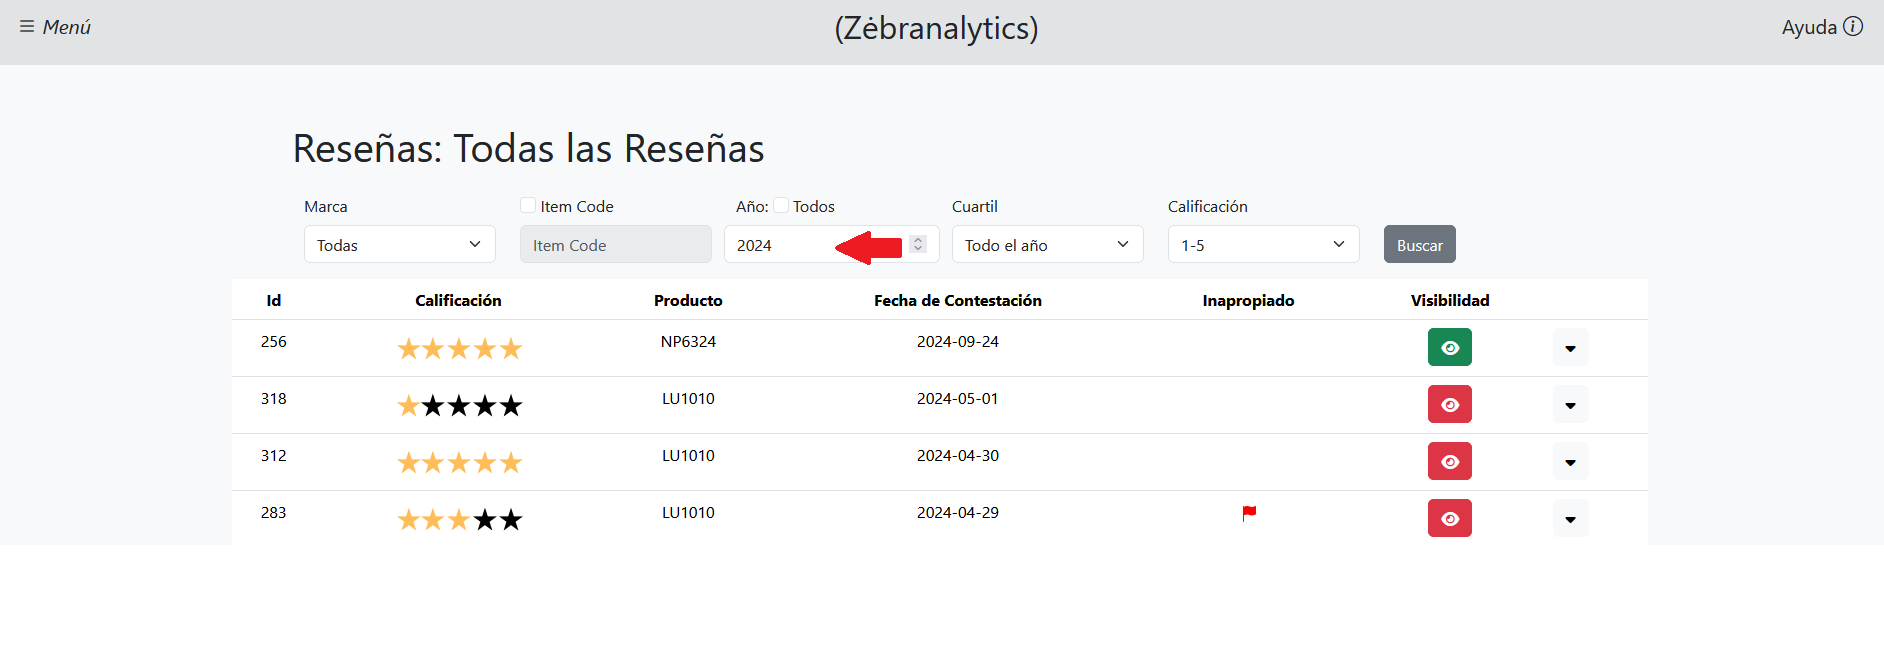 Menú (Zėbranalytics) Ayuda
Reseñas: Todas las Reseñas
Marca Item Code Año: Todos Cuartil Calificación
Todas Item Code 2024 Todo el año 1-5 Buscar
Id Calificación Producto Fecha de Contestación Inapropiado Visibilidad
256 NP6324 2024-09-24
318 LU1010 2024-05-01
312 LU1010 2024-04-30
283 LU1010 2024-04-29